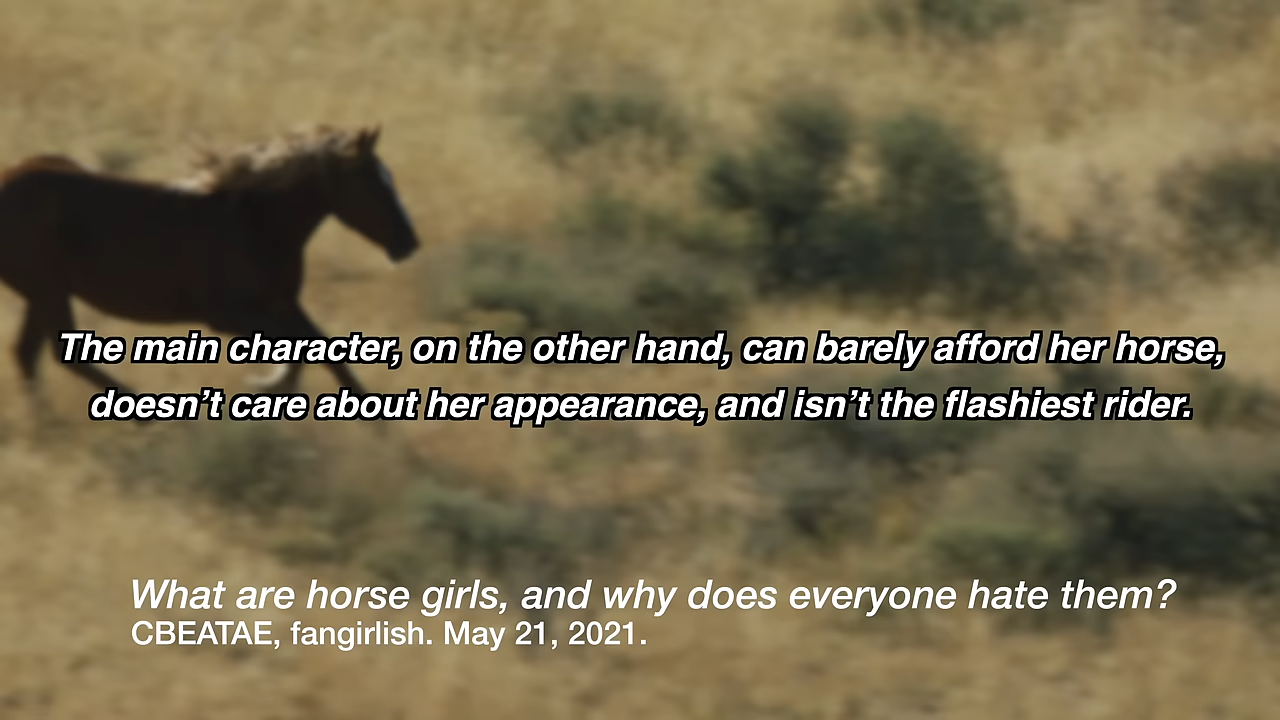 The main character, on the other hand, can barely afford her horse,
doesn’t care about her appearance, and isn’t the flashiest rider.
What are horse girls, and why does everyone hate them?
CBEATAE, fangirlish. May 21, 2021.